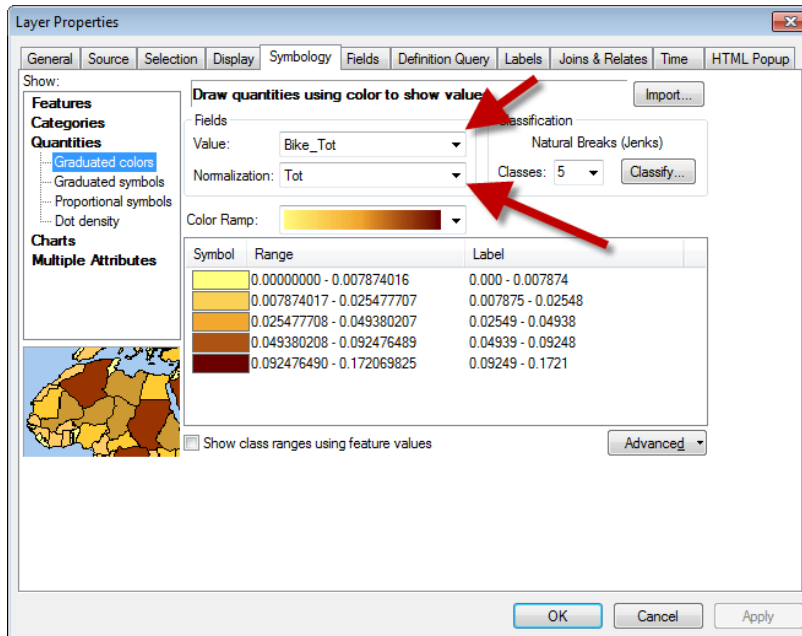 Layer Properties
General Source Selection Display Symbology Fields Definition Query Labels Joins & Relates Time HTML Popup
Show:
Features
Categories
Quantities
Graduated colors
Graduated symbols
Proportional symbols
Dot density
Charts
Multiple Attributes
Draw quantities using color to show value
Import...
Fields
Value: Bike_Tot
Normalization: Tot
Classification
Natural Breaks (Jenks)
Classes: 5 Classify...
Color Ramp:
Symbol Range Label
0.00000000 - 0.007874016 0.000 - 0.007874
0.007874017 - 0.025477707 0.007875 - 0.02548
0.025477708 - 0.049380207 0.02549 - 0.04938
0.049380208 - 0.092476489 0.04939 - 0.09248
0.092476490 - 0.172069825 0.09249 - 0.1721
Show class ranges using feature values
Advanced
OK Cancel Apply